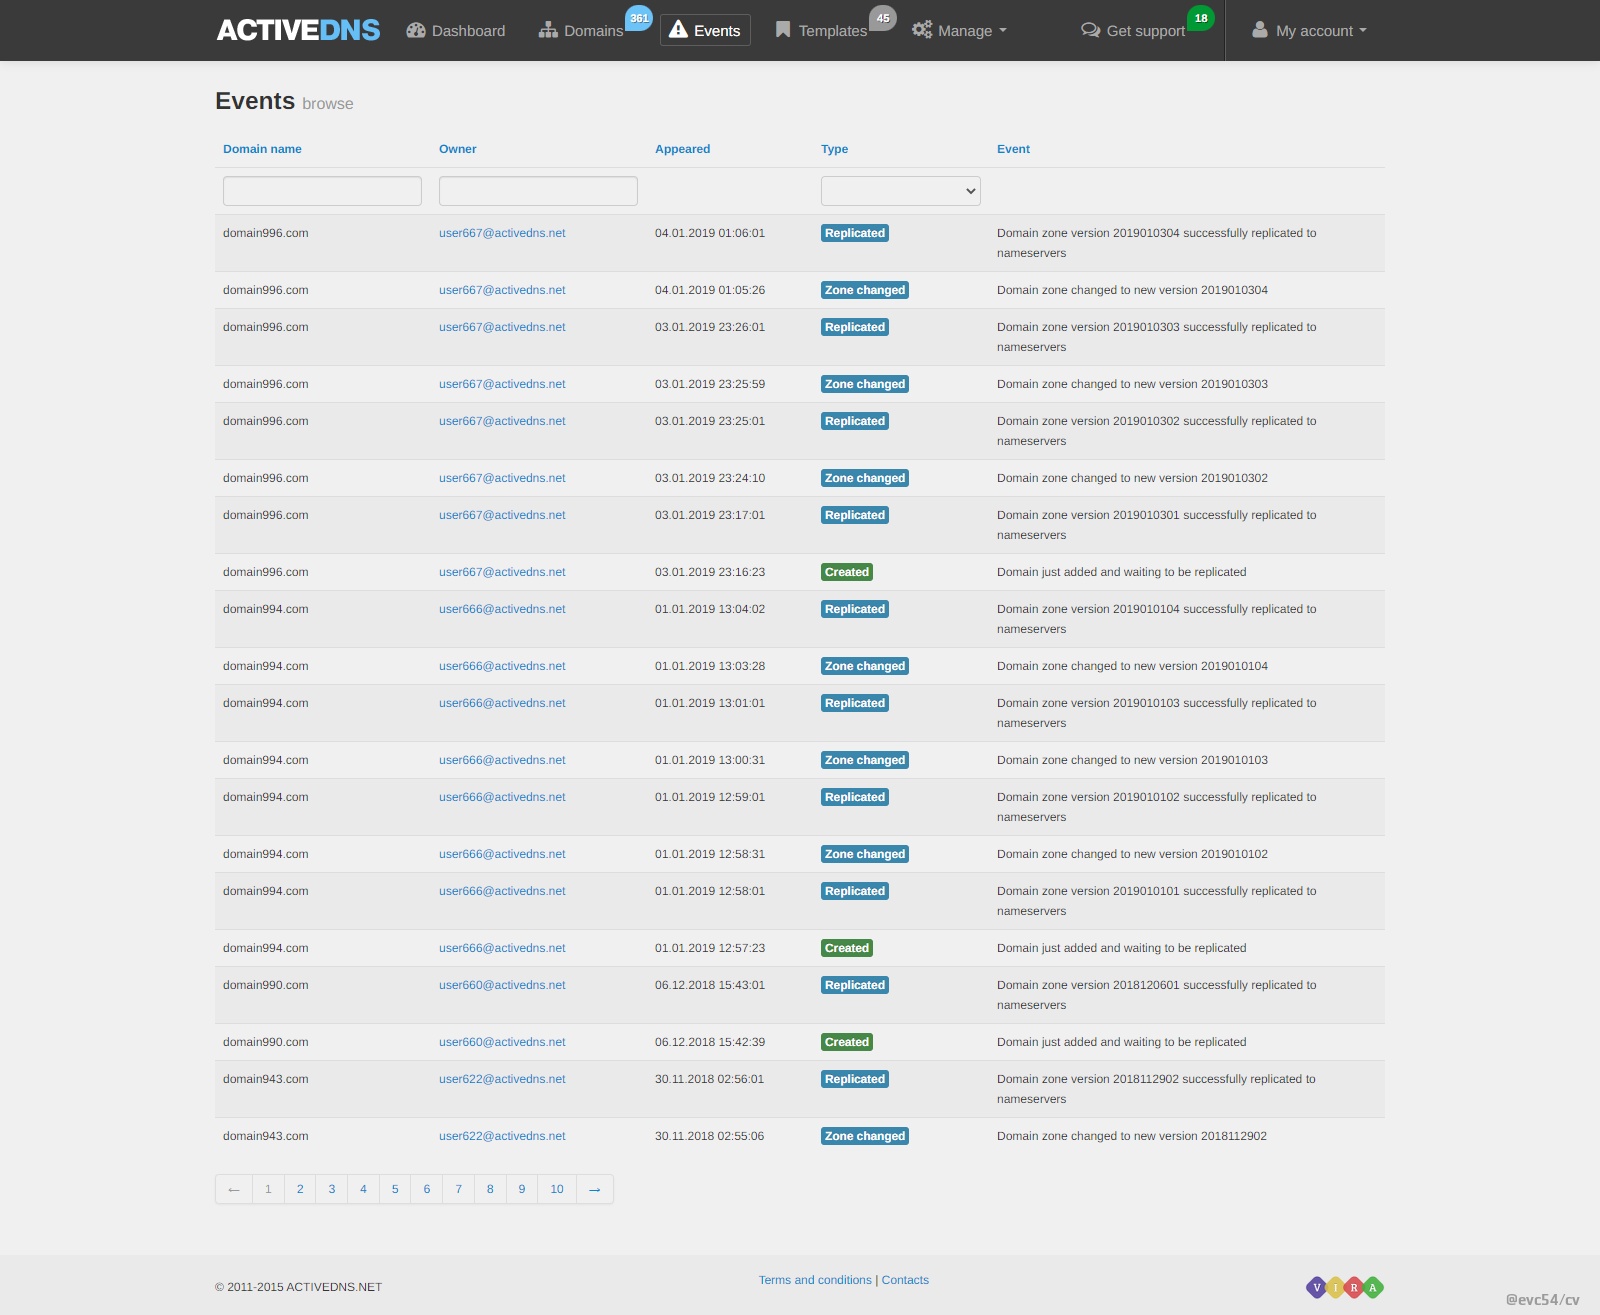 ACTIVEDNS Dashboard Domains 361 Events Templates 45 Manage Get support 18 My account
Events browse
Domain name Owner Appeared Type Event
domain996.com user667@activedns.net 04.01.2019 01:06:01 Replicated Domain zone version 2019010304 successfully replicated to
nameservers
domain996.com user667@activedns.net 04.01.2019 01:05:26 Zone changed Domain zone changed to new version 2019010304
domain996.com user667@activedns.net 03.01.2019 23:26:01 Replicated Domain zone version 2019010303 successfully replicated to
nameservers
domain996.com user667@activedns.net 03.01.2019 23:25:59 Zone changed Domain zone changed to new version 2019010303
domain996.com user667@activedns.net 03.01.2019 23:25:01 Replicated Domain zone version 2019010302 successfully replicated to
nameservers
domain996.com user667@activedns.net 03.01.2019 23:24:10 Zone changed Domain zone changed to new version 2019010302
domain996.com user667@activedns.net 03.01.2019 23:17:01 Replicated Domain zone version 2019010301 successfully replicated to
nameservers
domain996.com user667@activedns.net 03.01.2019 23:16:23 Created Domain just added and waiting to be replicated
domain994.com user666@activedns.net 01.01.2019 13:04:02 Replicated Domain zone version 2019010104 successfully replicated to
nameservers
domain994.com user666@activedns.net 01.01.2019 13:03:28 Zone changed Domain zone changed to new version 2019010104
domain994.com user666@activedns.net 01.01.2019 13:01:01 Replicated Domain zone version 2019010103 successfully replicated to
nameservers
domain994.com user666@activedns.net 01.01.2019 13:00:31 Zone changed Domain zone changed to new version 2019010103
domain994.com user666@activedns.net 01.01.2019 12:59:01 Replicated Domain zone version 2019010102 successfully replicated to
nameservers
domain994.com user666@activedns.net 01.01.2019 12:58:31 Zone changed Domain zone changed to new version 2019010102
domain994.com user666@activedns.net 01.01.2019 12:58:01 Replicated Domain zone version 2019010101 successfully replicated to
nameservers
domain994.com user666@activedns.net 01.01.2019 12:57:23 Created Domain just added and waiting to be replicated
domain990.com user660@activedns.net 06.12.2018 15:43:01 Replicated Domain zone version 2018120601 successfully replicated to
nameservers
domain990.com user660@activedns.net 06.12.2018 15:42:39 Created Domain just added and waiting to be replicated
domain943.com user622@activedns.net 30.11.2018 02:56:01 Replicated Domain zone version 2018112902 successfully replicated to
nameservers
domain943.com user622@activedns.net 30.11.2018 02:55:06 Zone changed Domain zone changed to new version 2018112902
← 1 2 3 4 5 6 7 8 9 10 →
© 2011-2015 ACTIVEDNS.NET Terms and conditions | Contacts V I R A
@evc54/cv